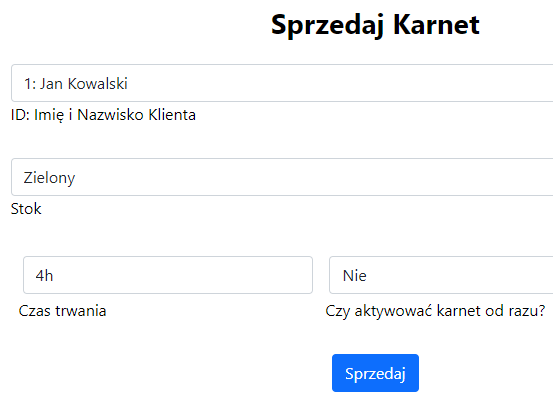 Sprzedaj Karnet
1: Jan Kowalski
ID: Imię i Nazwisko Klienta
Zielony
Stok
4h
Nie
Czas trwania
Czy aktywować karnet od razu?
Sprzedaj